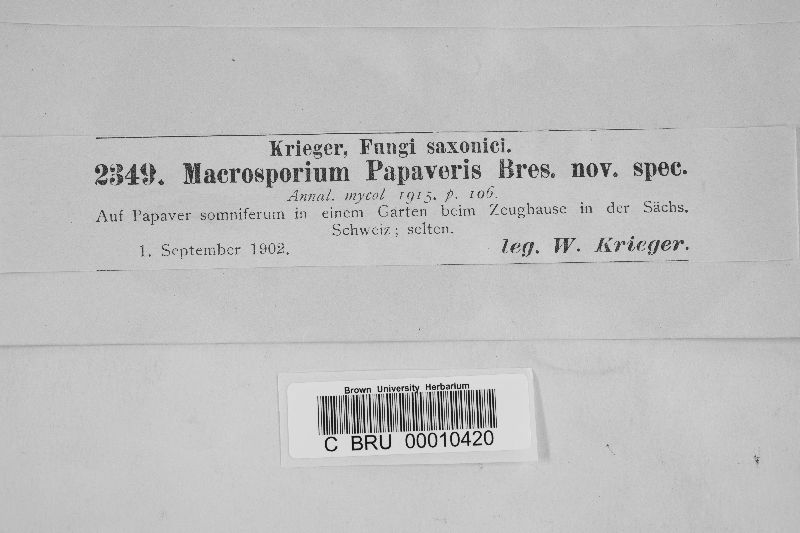 Krieger, Fungi saxonici.
2349. Macrosporium Papaveris Bres. nov. spec.
Annal. mycol 1915. p. 106.
Auf Papaver somniferum in einem Garten beim Zeughause in der Sächs.
Schweiz; selten.
1. September 1902.
leg. W. Krieger.
Brown University Herbarium
C BRU 00010420